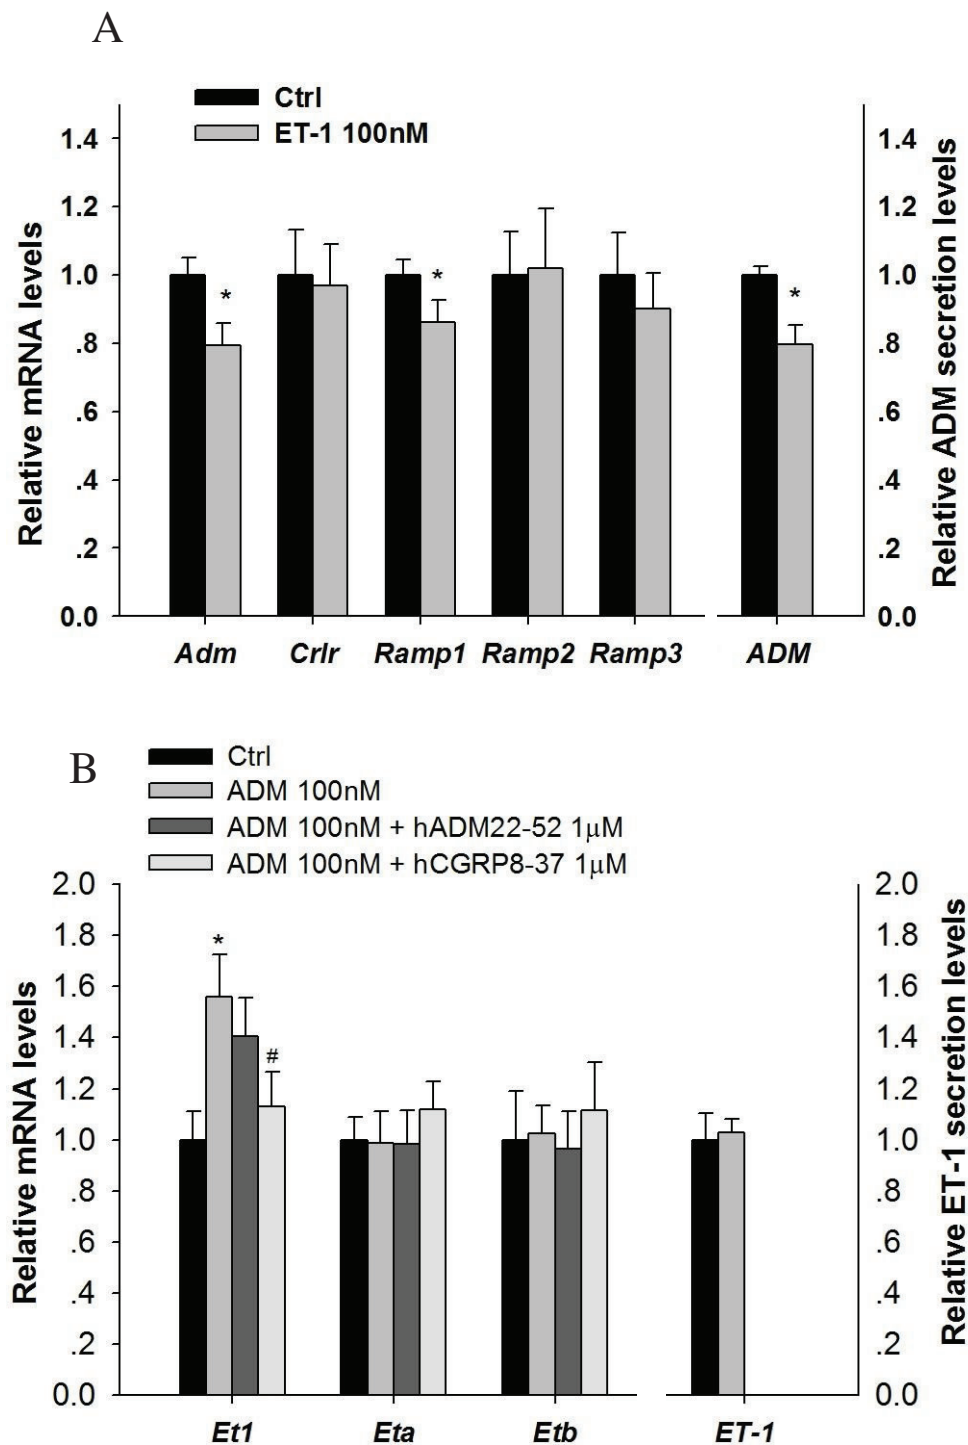 A
Ctrl
ET-1 100nM
Relative mRNA levels
1.4
1.2
1.0
.8
.6
.4
.2
0.0
1.4
1.2
1.0
.8
.6
.4
.2
0.0
Relative ADM secretion levels
* * *
Adm Crlr Ramp1 Ramp2 Ramp3 ADM
B
Ctrl
ADM 100nM
ADM 100nM + hADM22-52 1μM
ADM 100nM + hCGRP8-37 1μM
Relative mRNA levels
2.0
1.8
1.6
1.4
1.2
1.0
.8
.6
.4
.2
0.0
*
#
2.0
1.8
1.6
1.4
1.2
1.0
.8
.6
.4
.2
0.0
Relative ET-1 secretion levels
Et1 Eta Etb ET-1